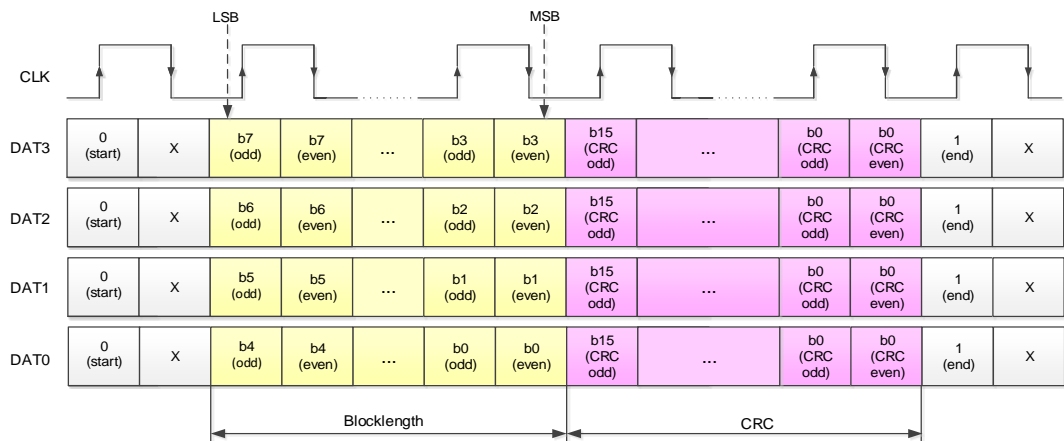 LSB MSB
CLK
DAT3 0 (start) X b7 (odd) b7 (even) ... b3 (odd) b3 (even) b15 (CRC odd) ... b0 (CRC odd) b0 (CRC even) 1 (end) X
DAT2 0 (start) X b6 (odd) b6 (even) ... b2 (odd) b2 (even) b15 (CRC odd) ... b0 (CRC odd) b0 (CRC even) 1 (end) X
DAT1 0 (start) X b5 (odd) b5 (even) ... b1 (odd) b1 (even) b15 (CRC odd) ... b0 (CRC odd) b0 (CRC even) 1 (end) X
DAT0 0 (start) X b4 (odd) b4 (even) ... b0 (odd) b0 (even) b15 (CRC odd) ... b0 (CRC odd) b0 (CRC even) 1 (end) X
Blocklength CRC